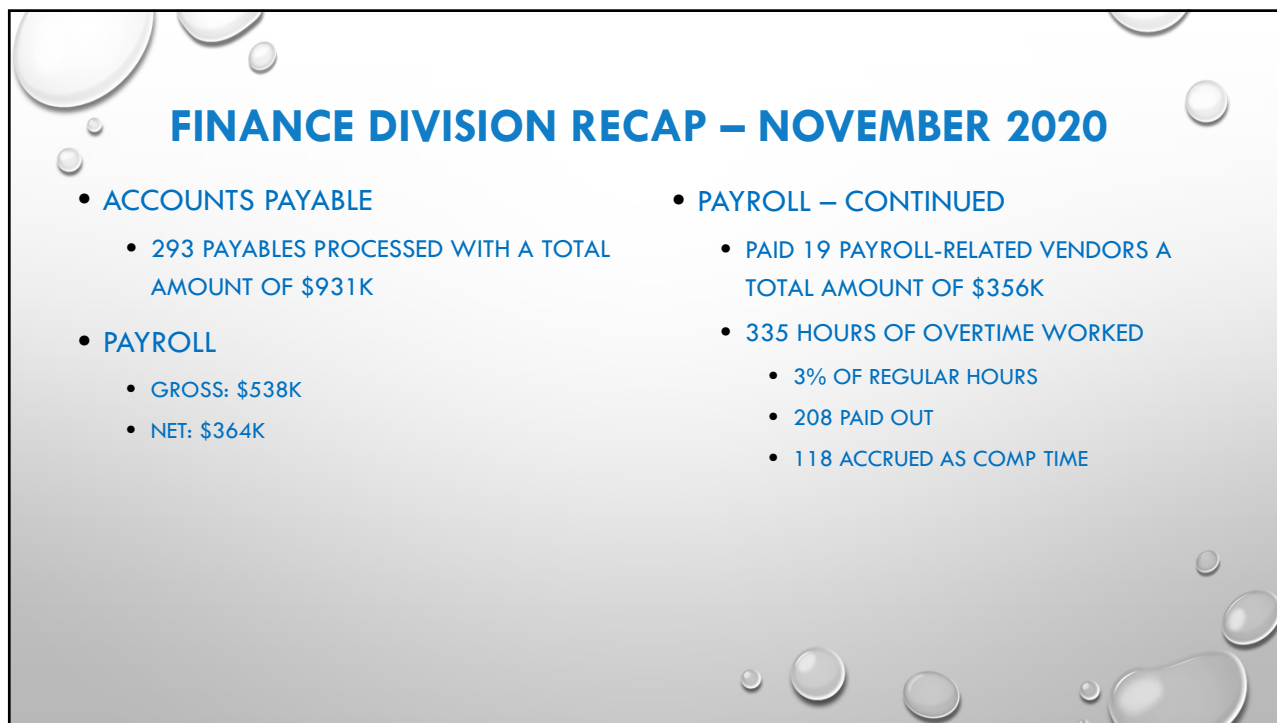 FINANCE DIVISION RECAP – NOVEMBER 2020
• ACCOUNTS PAYABLE
• 293 PAYABLES PROCESSED WITH A TOTAL
AMOUNT OF $931K
• PAYROLL
• GROSS: $538K
• NET: $364K
• PAYROLL – CONTINUED
• PAID 19 PAYROLL-RELATED VENDORS A
TOTAL AMOUNT OF $356K
• 335 HOURS OF OVERTIME WORKED
• 3% OF REGULAR HOURS
• 208 PAID OUT
• 118 ACCRUED AS COMP TIME